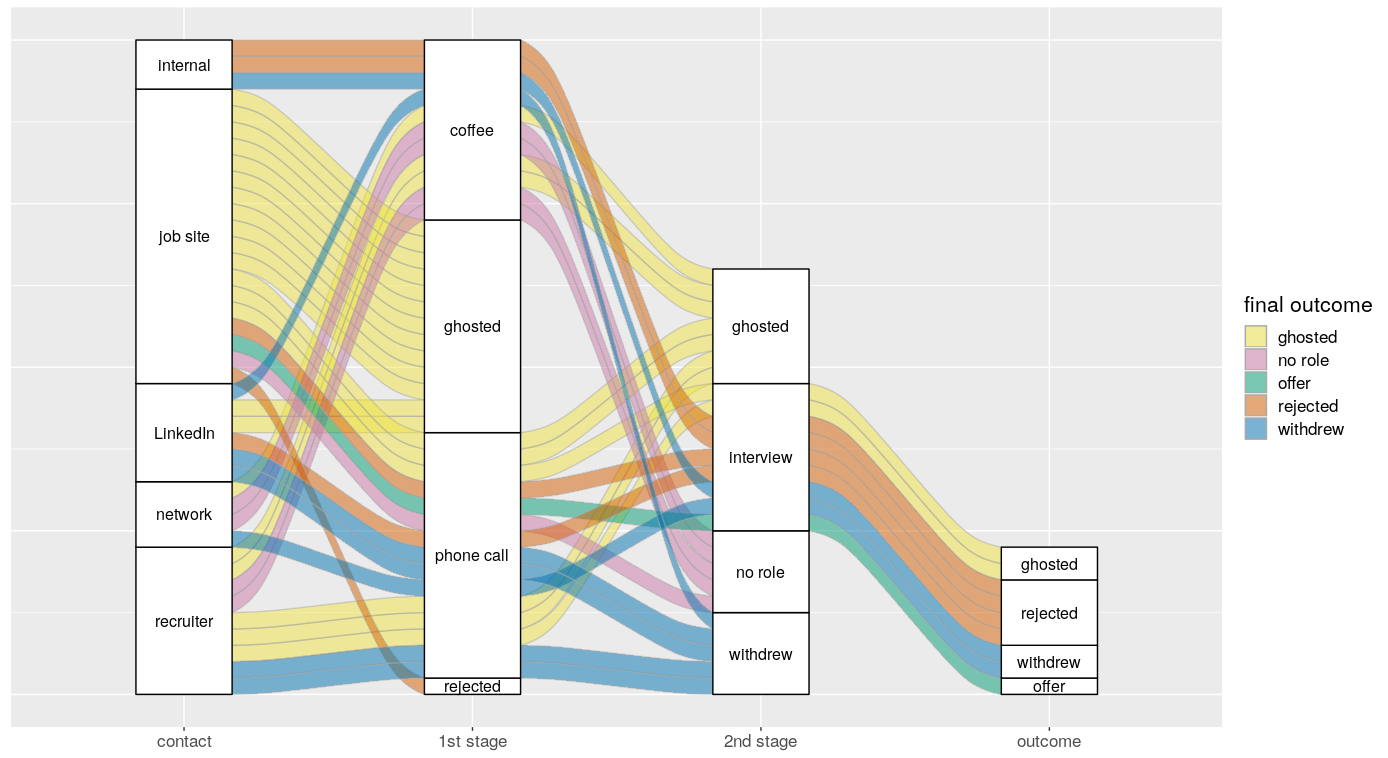 internal
job site
LinkedIn
network
recruiter
coffee
ghosted
phone call
rejected
ghosted
interview
no role
withdrew
ghosted
rejected
withdrew
offer
contact
1st stage
2nd stage
outcome
final outcome
ghosted
no role
offer
rejected
withdrew